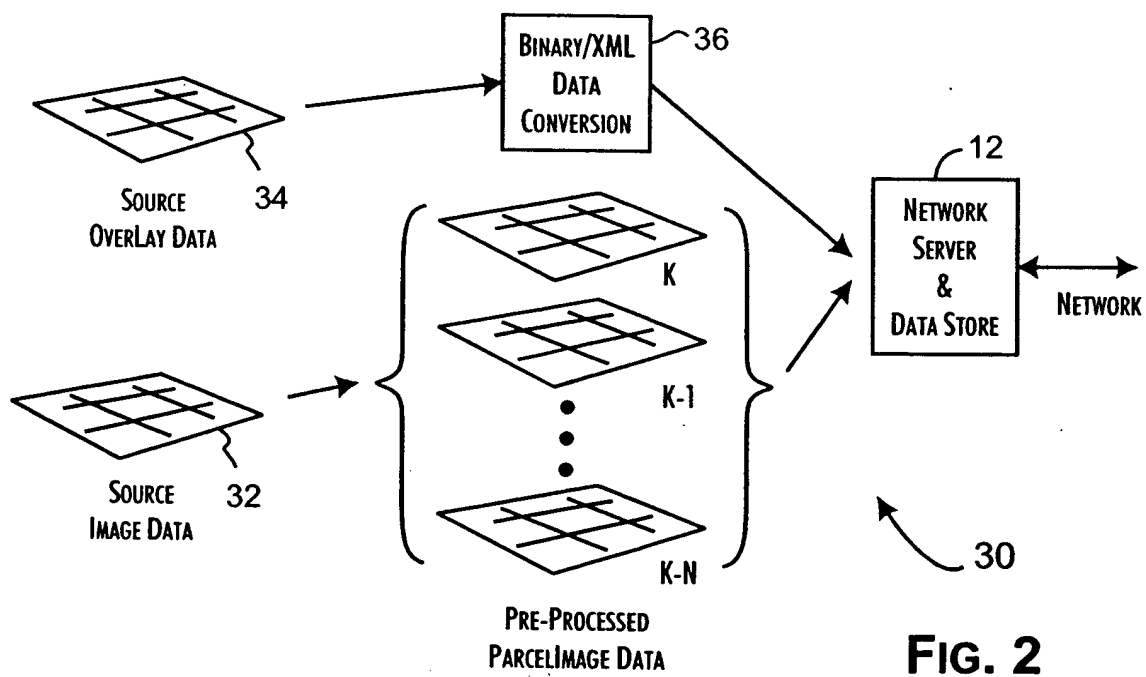 BINARY/XML
DATA
CONVERSION
36
34
SOURCE
OVERLAY DATA
12
NETWORK
SERVER
&
DATA STORE
NETWORK
K
K-1
K-N
32
SOURCE
IMAGE DATA
PRE-PROCESSED
PARCELIMAGE DATA
30
FIG. 2